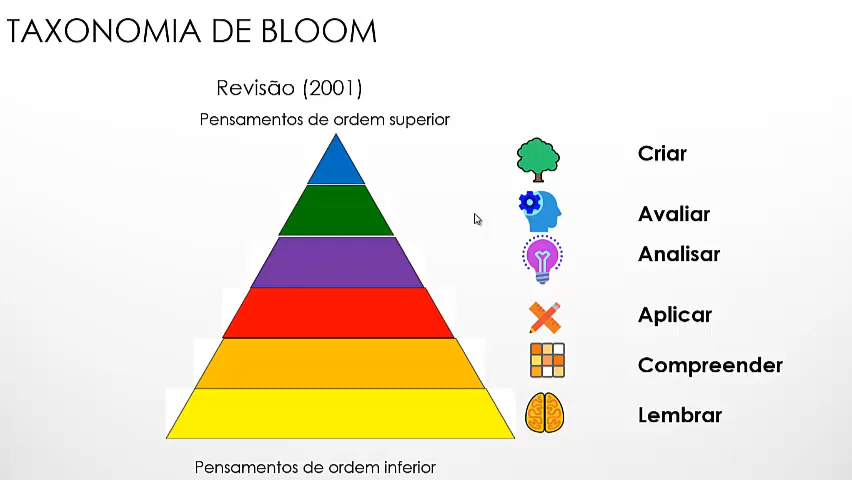 TAXONOMIA DE BLOOM
Revisão (2001)
Pensamentos de ordem superior
Criar
Avaliar
Analisar
Aplicar
Compreender
Lembrar
Pensamentos de ordem inferior